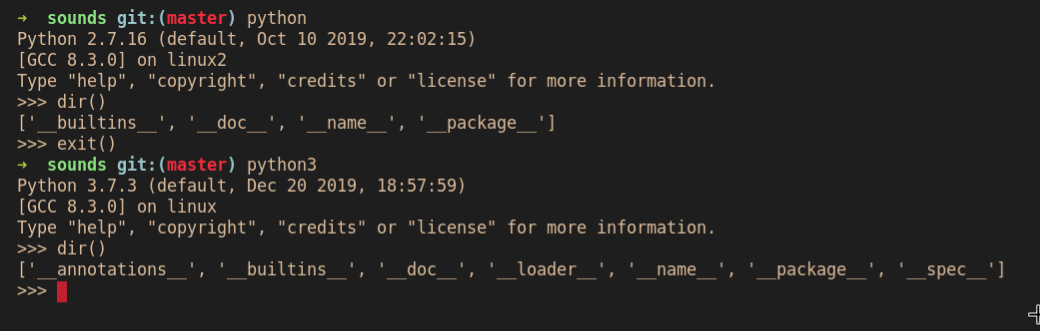 →  sounds git:(master) python
Python 2.7.16 (default, Oct 10 2019, 22:02:15)
[GCC 8.3.0] on linux2
Type "help", "copyright", "credits" or "license" for more information.
>>> dir()
['__builtins__', '__doc__', '__name__', '__package__']
>>> exit()
→  sounds git:(master) python3
Python 3.7.3 (default, Dec 20 2019, 18:57:59)
[GCC 8.3.0] on linux
Type "help", "copyright", "credits" or "license" for more information.
>>> dir()
['__annotations__', '__builtins__', '__doc__', '__loader__', '__name__', '__package__', '__spec__']
>>>